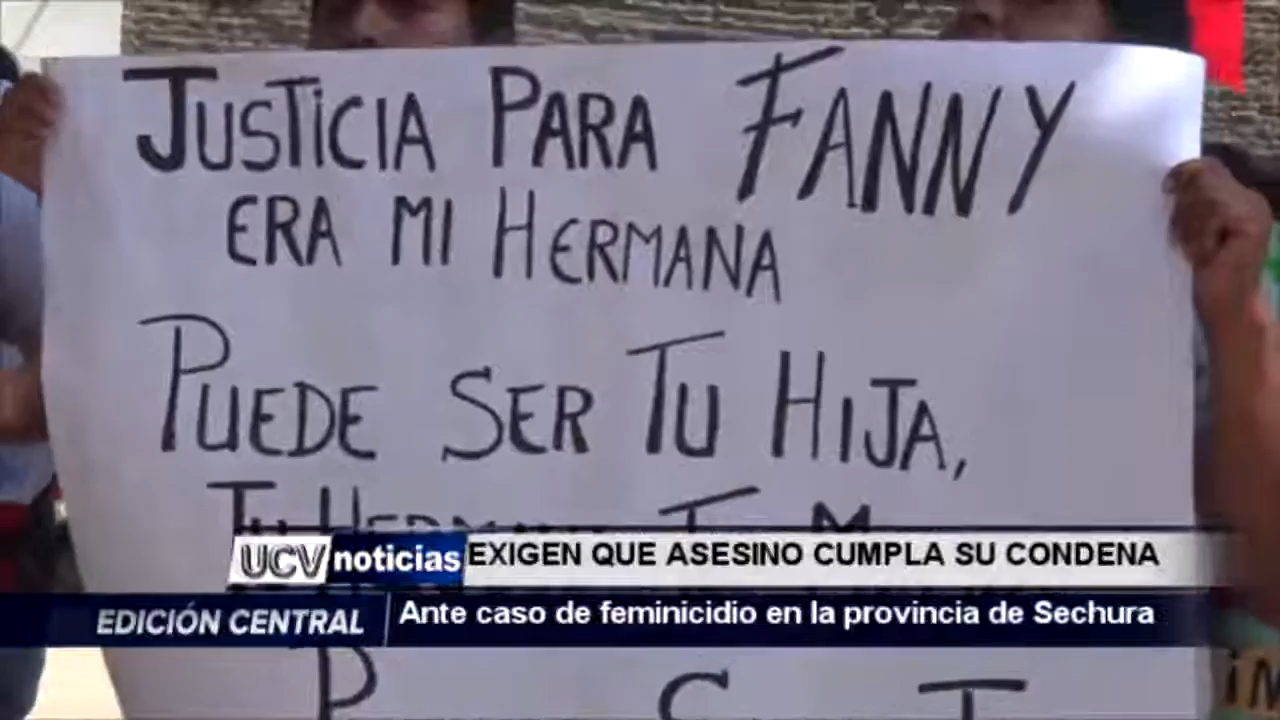 JUSTICIA PARA FANNY
ERA MI HERMANA
PUEDE SER TU HIJA,
UCV noticias EXIGEN QUE ASESINO CUMPLA SU CONDENA
EDICIÓN CENTRAL Ante caso de feminicidio en la provincia de Sechura